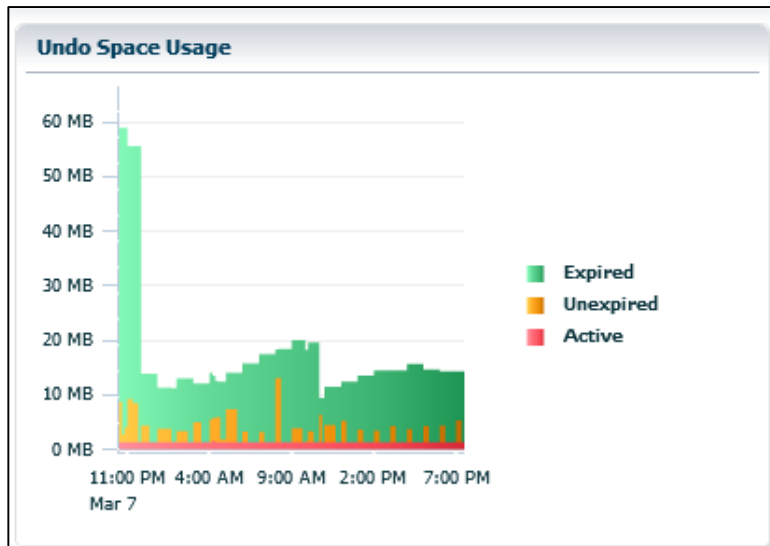 Undo Space Usage
60 MB
50 MB
40 MB
30 MB
20 MB
10 MB
0 MB
11:00 PM 4:00 AM 9:00 AM 2:00 PM 7:00 PM
Mar 7
Expired
Unexpired
Active